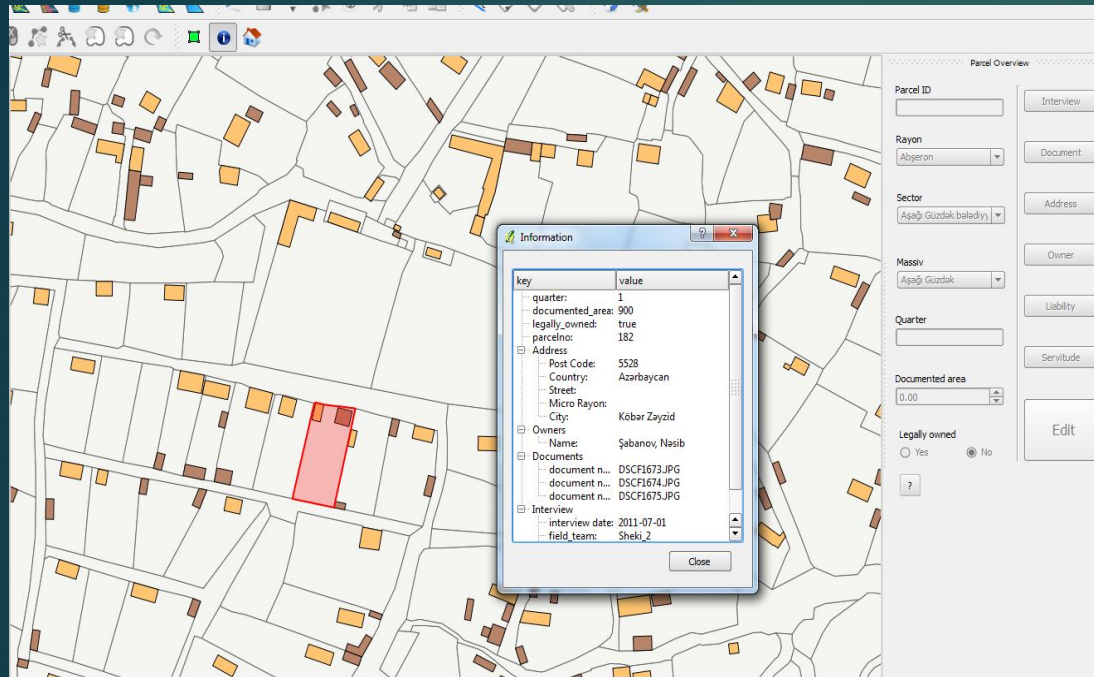 Parcel Overview
Parcel ID
Interview
Rayon
Abşeron
Document
Sector
Aşağı Güzdək bələdiyy
Address
Massiv
Aşağı Güzdək
Owner
Quarter
Liability
Servitude
Documented area
0.00
Legally owned
Yes No
Edit
?
Information
key value
quarter: 1
documented_area: 900
legally_owned: true
parcelno: 182
Address
Post Code: 5528
Country: Azərbaycan
Street:
Micro Rayon:
City: Köbər Zəyzid
Owners
Name: Şabanov, Nəsib
Documents
document n... DSCF1673.JPG
document n... DSCF1674.JPG
document n... DSCF1675.JPG
Interview
interview date: 2011-07-01
field_team: Sheki_2
Close